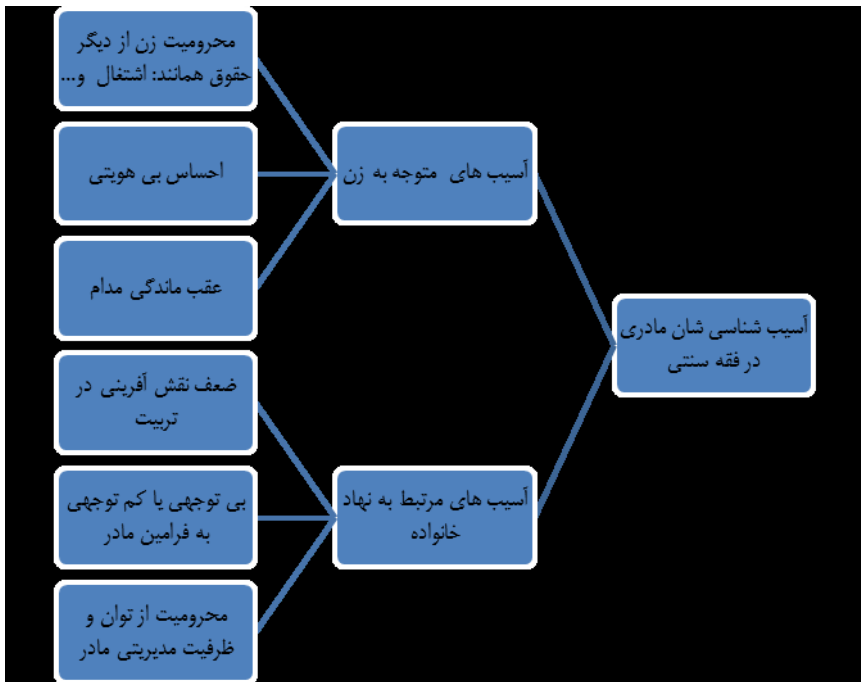 آسیب شناسی شان مادری
در فقه سنتی
آسیب های متوجه به زن
محرومیت زن از دیگر
حقوق همانند: اشتغال و...
احساس بی هویتی
عقب ماندگی مدام
آسیب های مرتبط به نهاد
خانواده
ضعف نقش آفرینی در
تربیت
بی توجهی یا کم توجهی
به فرامین مادر
محرومیت از توان و
ظرفیت مدیریتی مادر